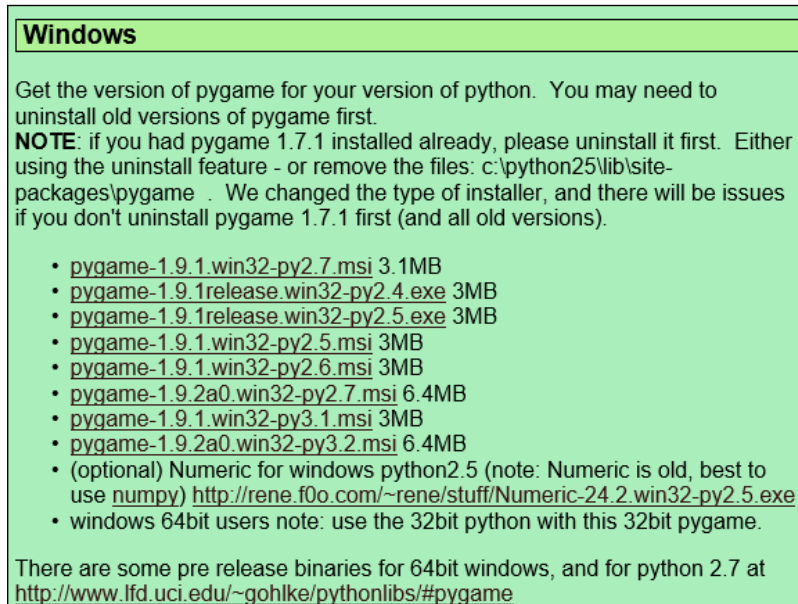 Windows
Get the version of pygame for your version of python.  You may need to
uninstall old versions of pygame first.
NOTE: if you had pygame 1.7.1 installed already, please uninstall it first.  Either
using the uninstall feature - or remove the files: c:\python25\lib\site-
packages\pygame  .  We changed the type of installer, and there will be issues
if you don't uninstall pygame 1.7.1 first (and all old versions).
• pygame-1.9.1.win32-py2.7.msi 3.1MB
• pygame-1.9.1release.win32-py2.4.exe 3MB
• pygame-1.9.1release.win32-py2.5.exe 3MB
• pygame-1.9.1.win32-py2.5.msi 3MB
• pygame-1.9.1.win32-py2.6.msi 3MB
• pygame-1.9.2a0.win32-py2.7.msi 6.4MB
• pygame-1.9.1.win32-py3.1.msi 3MB
• pygame-1.9.2a0.win32-py3.2.msi 6.4MB
• (optional) Numeric for windows python2.5 (note: Numeric is old, best to
use numpy) http://rene.f0o.com/~rene/stuff/Numeric-24.2.win32-py2.5.exe
• windows 64bit users note: use the 32bit python with this 32bit pygame.
There are some pre release binaries for 64bit windows, and for python 2.7 at
http://www.lfd.uci.edu/~gohlke/pythonlibs/#pygame